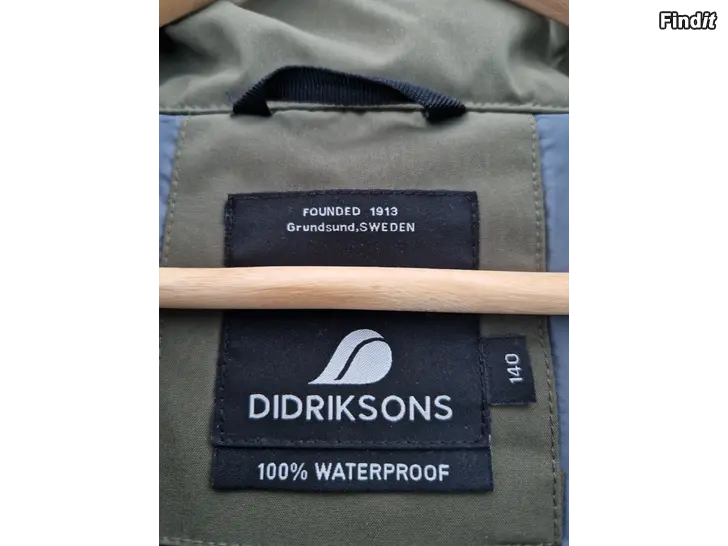 Findit
FOUNDED 1913
Grundsund,SWEDEN
DIDRIKSONS
140
100% WATERPROOF